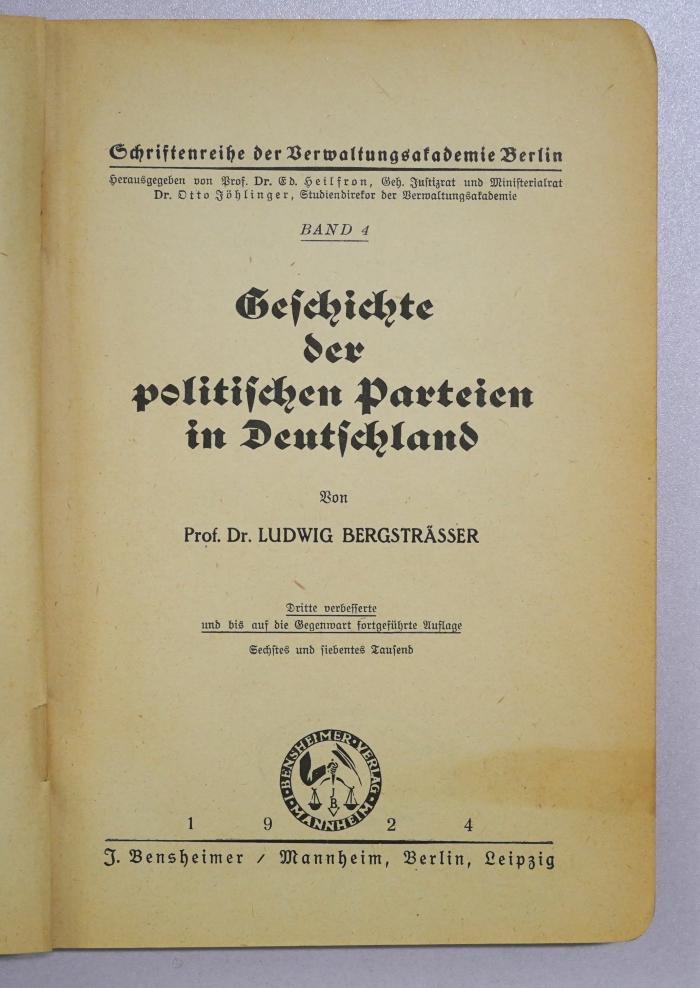 Schriftenreihe der Verwaltungsakademie Berlin
Herausgegeben von Prof. Dr. Ed. Heilfron, Geh. Justizrat und Ministerialrat
Dr. Otto Jöhlinger, Studiendirekor der Verwaltungsakademie
BAND 4
Geschichte
der
politischen Parteien
in Deutschland
Von
Prof. Dr. LUDWIG BERGSTRÄSSER
Dritte verbesserte
und bis auf die Gegenwart fortgeführte Auflage
Sechstes und siebentes Tausend
I·BENSHEIMER·VERLAG·MANNHEIM·
J
B
1 9 2 4
J. Bensheimer / Mannheim, Berlin, Leipzig